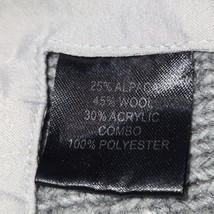 25% ALPACA
45% WOOL
30% ACRYLIC
COMBO
100% POLYESTER